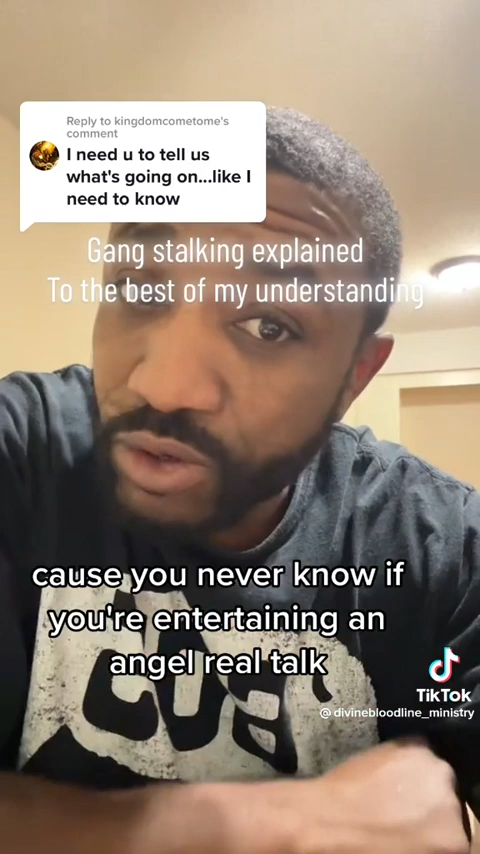 Reply to kingdomcometome's
comment
I need u to tell us
what's going on...like I
need to know
Gang stalking explained
To the best of my understanding
cause you never know if
you're entertaining an
angel real talk
TikTok
@divinebloodline_ministry